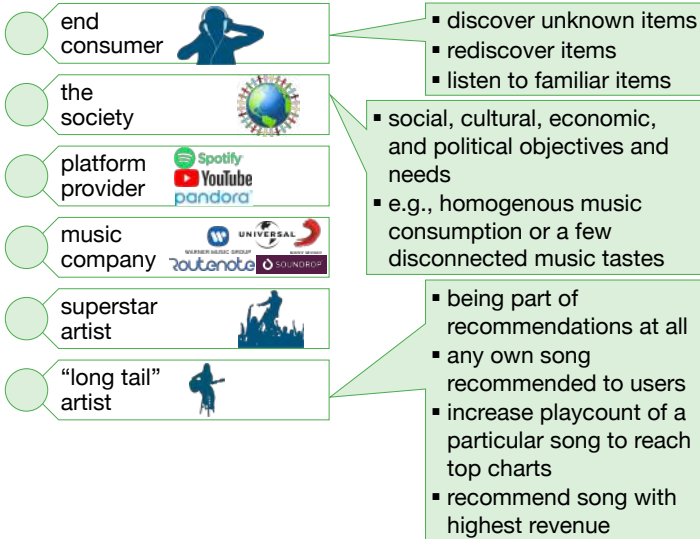 end
consumer
▪ discover unknown items
▪ rediscover items
▪ listen to familiar items
the
society
▪ social, cultural, economic,
and political objectives and
needs
▪ e.g., homogenous music
consumption or a few
disconnected music tastes
platform
provider
Spotify
YouTube
pandora
music
company
WARNER MUSIC GROUP
UNIVERSAL
SONY MUSIC
Routenote
SOUNDROP
superstar
artist
“long tail”
artist
▪ being part of
recommendations at all
▪ any own song
recommended to users
▪ increase playcount of a
particular song to reach
top charts
▪ recommend song with
highest revenue